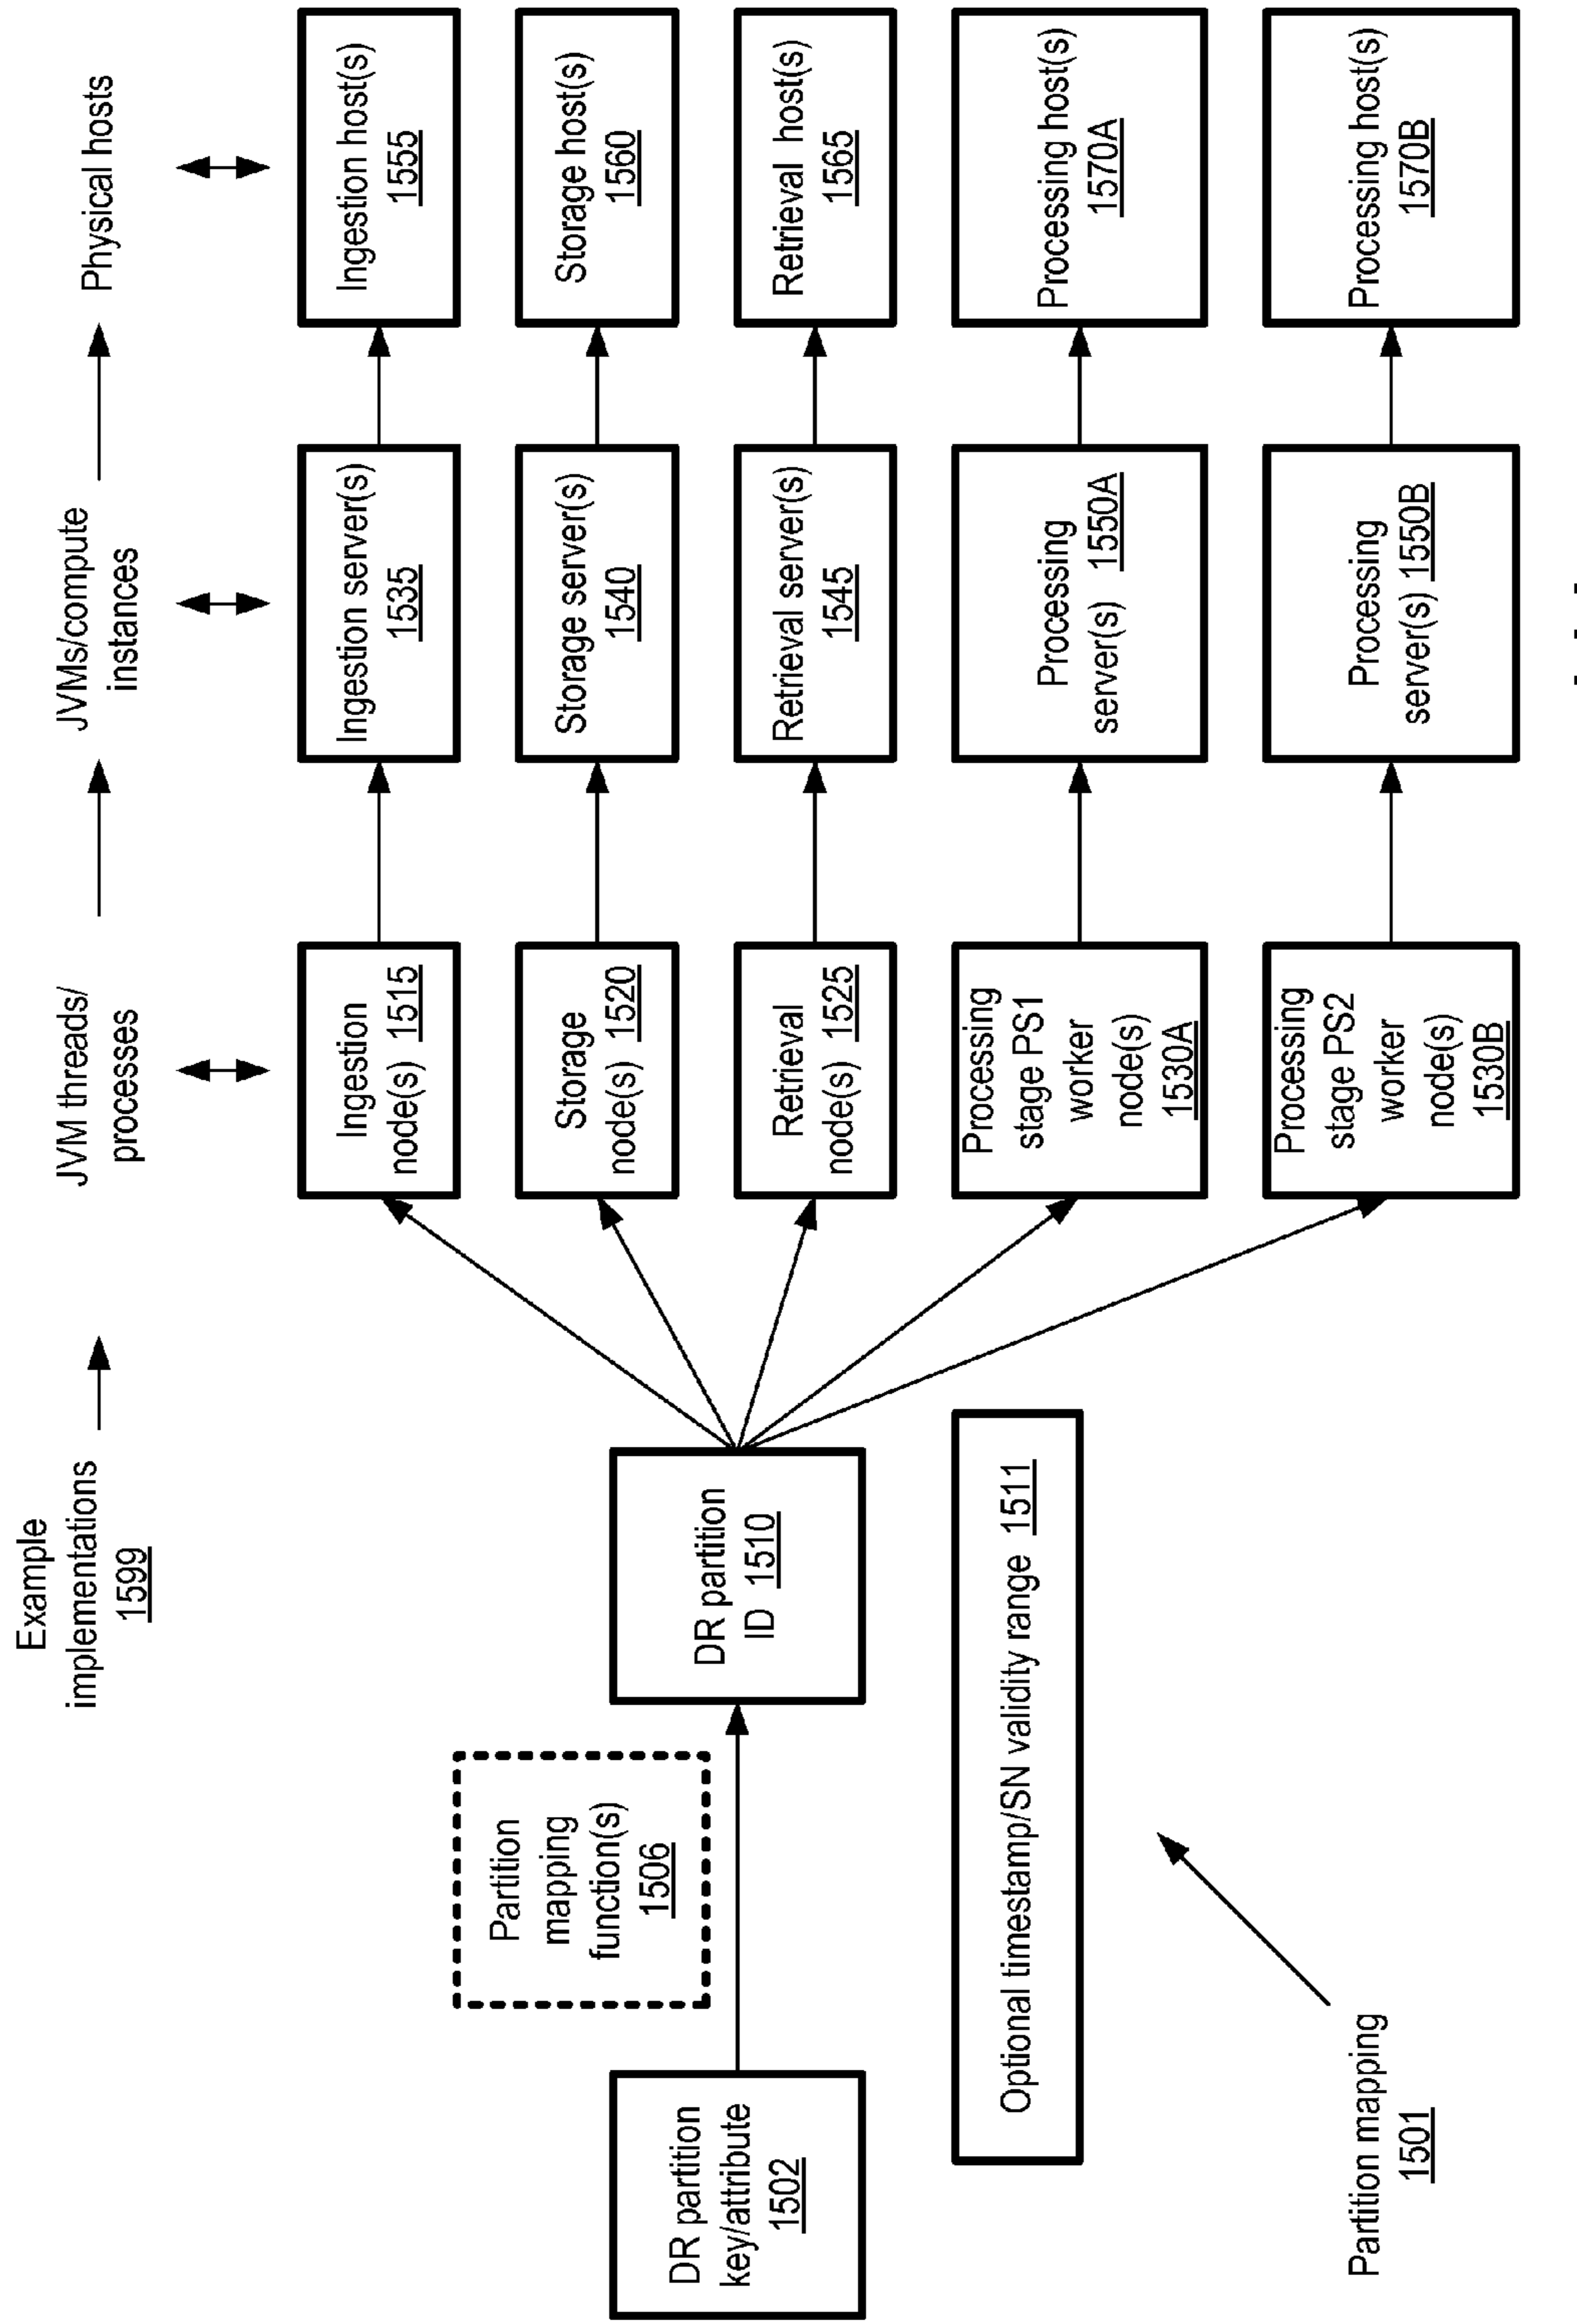 Example
implementations
1599
JVM threads/
processes
JVMs/compute
instances
Physical hosts
DR partition
key/attribute
1502
Partition
mapping
function(s)
1506
DR partition
ID 1510
Ingestion
node(s) 1515
Ingestion server(s)
1535
Ingestion host(s)
1555
Storage
node(s) 1520
Storage server(s)
1540
Storage host(s)
1560
Retrieval
node(s) 1525
Retrieval server(s)
1545
Retrieval host(s)
1565
Processing
stage PS1
worker
node(s)
1530A
Processing
server(s) 1550A
Processing host(s)
1570A
Processing
stage PS2
worker
node(s)
1530B
Processing
server(s) 1550B
Processing host(s)
1570B
Optional timestamp/SN validity range 1511
Partition mapping
1501